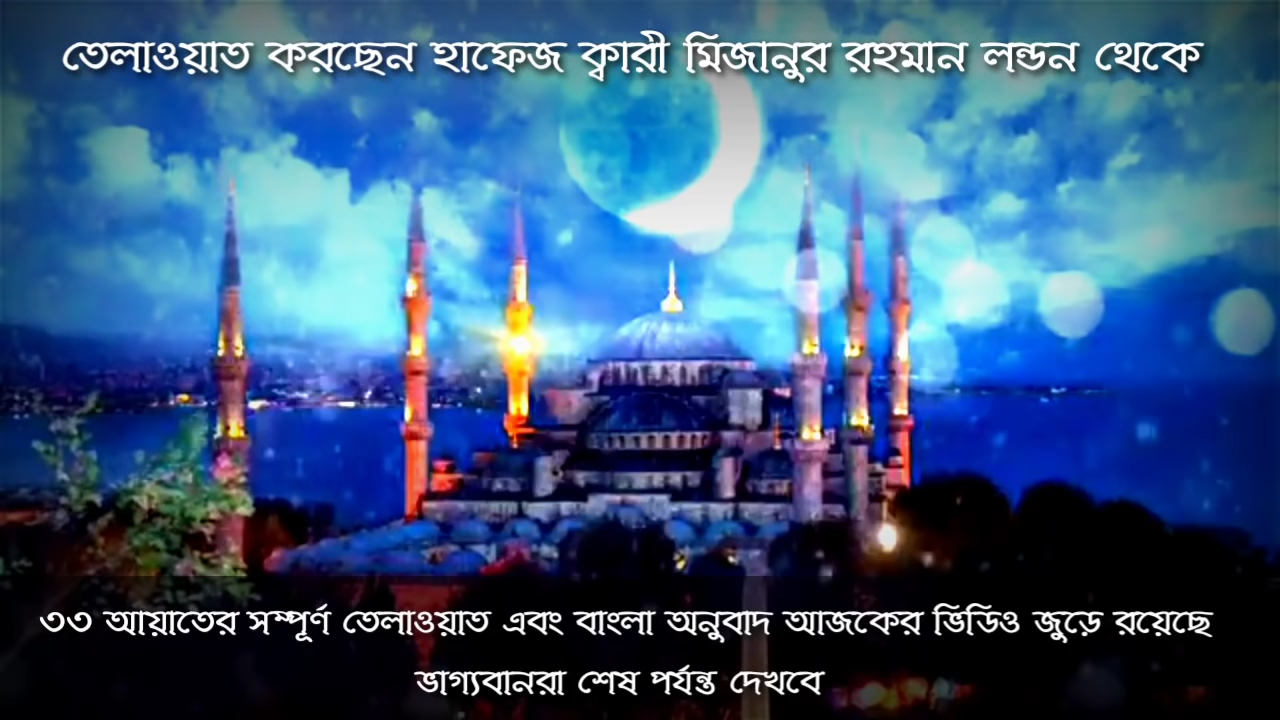 তেলাওয়াত করছেন হাফেজ ক্বারী মিজানুর রহমান লন্ডন থেকে
৩৩ আয়াতের সম্পূর্ণ তেলাওয়াত এবং বাংলা অনুবাদ আজকের ভিডিও জুড়ে রয়েছে
ভাগ্যবানরা শেষ পর্যন্ত দেখবে